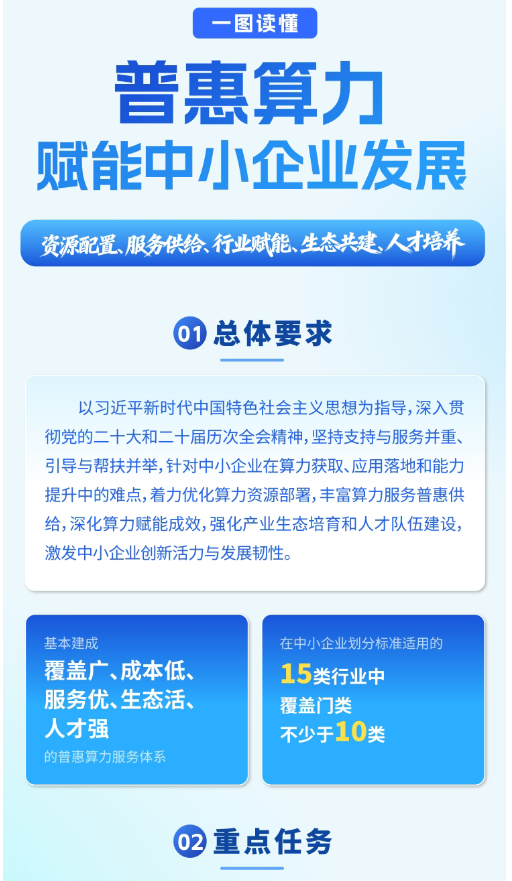 一图读懂
普惠算力
赋能中小企业发展
资源配置、服务供给、行业赋能、生态共建、人才培养
01 总体要求
以习近平新时代中国特色社会主义思想为指导，深入贯
彻党的二十大和二十届历次全会精神，坚持支持与服务并重、
引导与帮扶并举，针对中小企业在算力获取、应用落地和能力
提升中的难点，着力优化算力资源部署，丰富算力服务普惠供
给，深化算力赋能成效，强化产业生态培育和人才队伍建设，
激发中小企业创新活力与发展韧性。
基本建成
覆盖广、成本低、
服务优、生态活、
人才强
的普惠算力服务体系
在中小企业划分标准适用的
15类行业中
覆盖门类
不少于10类
02 重点任务